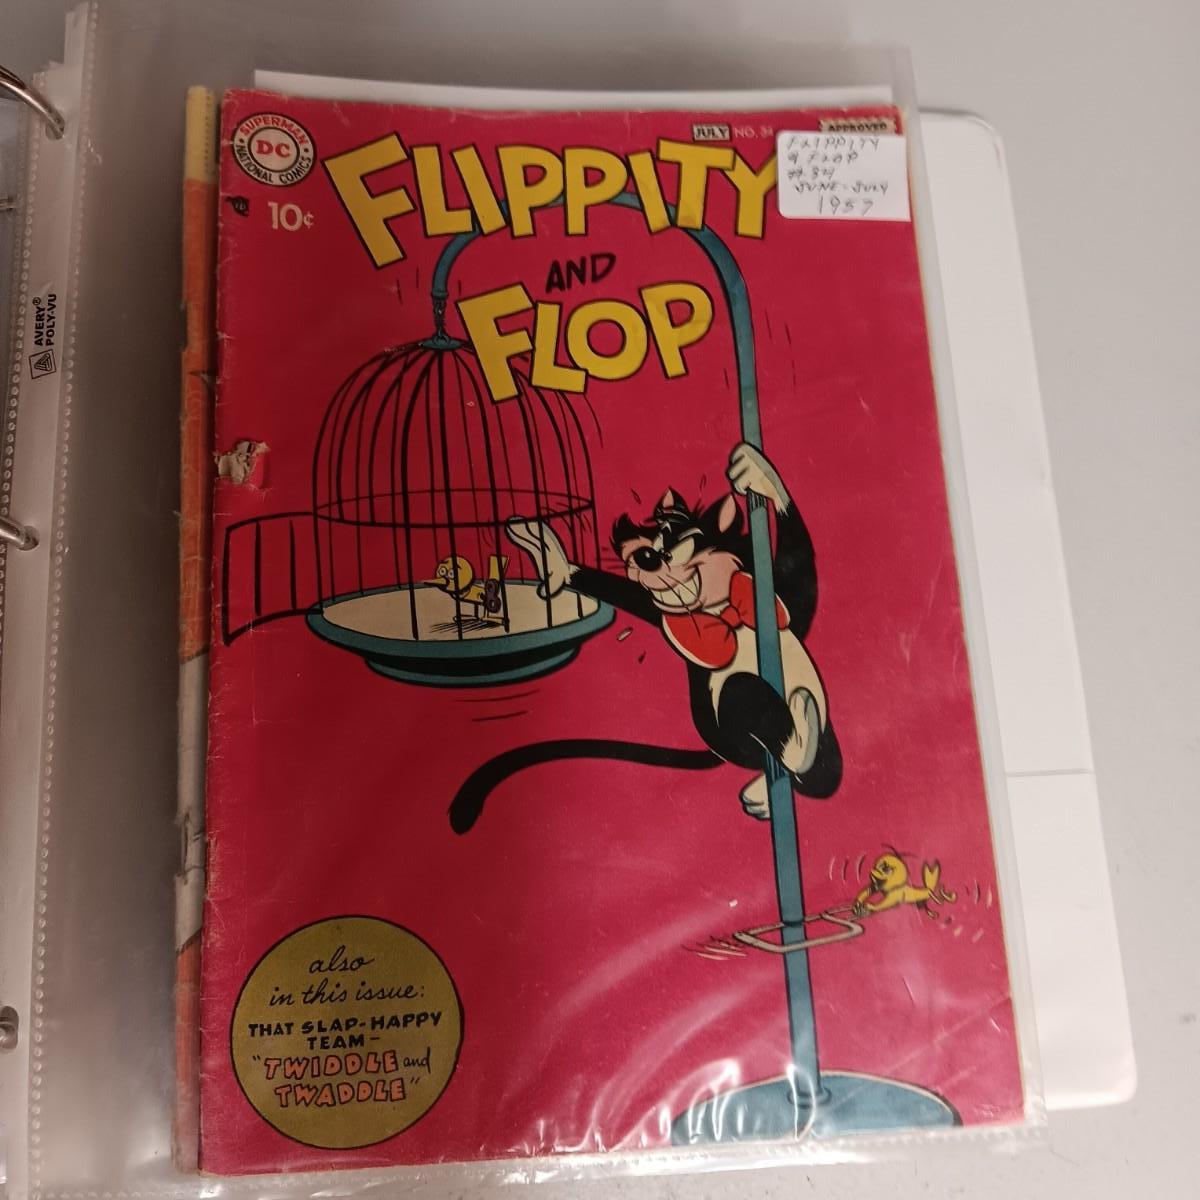 SUPERMAN
DC
NATIONAL COMICS
10¢
JULY NO. 34
APPROVED
FLIPPITY
AND
FLOP
FLIPPITY
& FLOP
# 34
JUNE-JULY
1957
AVERY®
POLY-VU
also
in this issue:
THAT SLAP-HAPPY
TEAM—
"TWIDDLE and
TWADDLE"